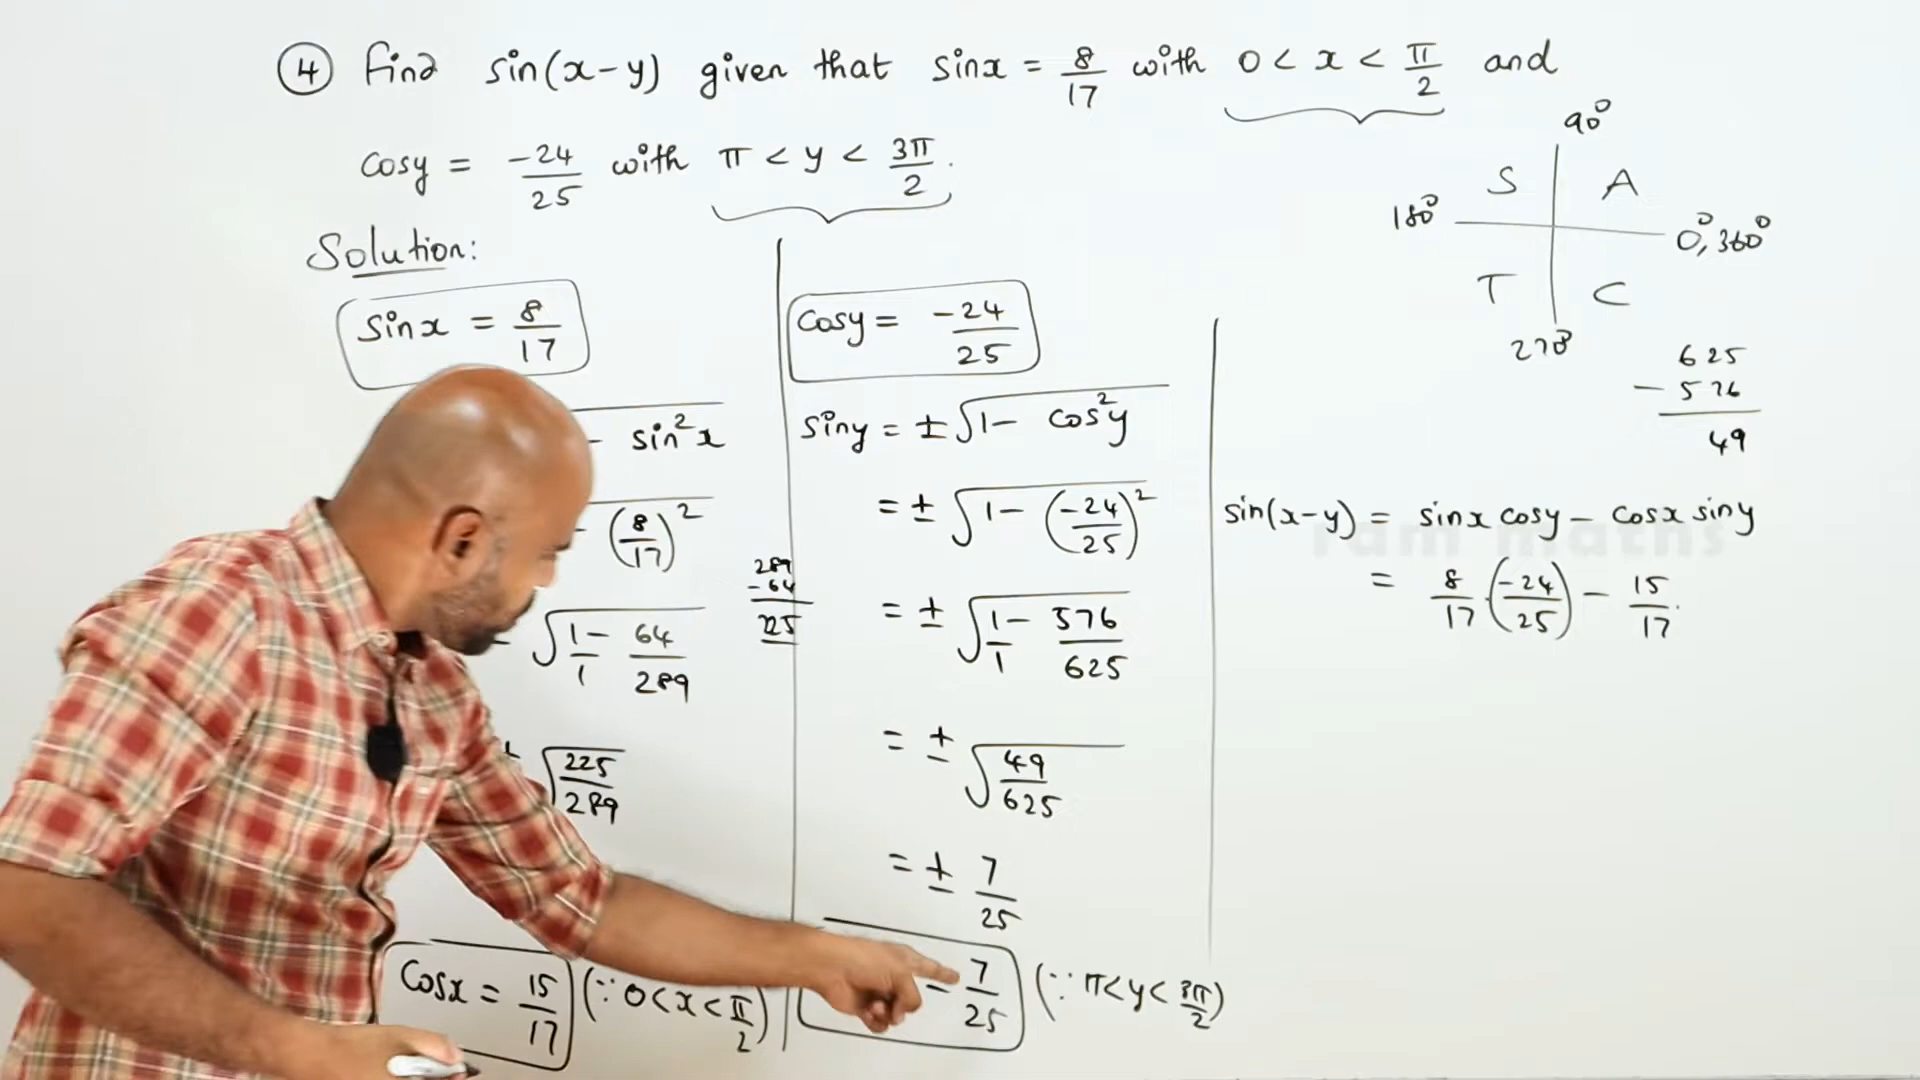 ④ Find sin(x-y) given that sinx = 8/17 with 0 < x < π/2 and
cosy = -24/25 with π < y < 3π/2.
Solution:
sinx = 8/17
- sin²x
- (8/17)²
√(1/1 - 64/289)
289
- 64
225
± √(225/289)
cosx = 15/17 (∵ 0<x<π/2)
cosy = -24/25
siny = ± √(1- cos²y)
= ± √(1- (-24/25)²)
= ± √(1/1 - 576/625)
= ± √(49/625)
= ± 7/25
- 7/25 (∵ π<y<3π/2)
90°
S A
180° 0°, 360°
T C
270°
625
- 576
49
sin(x-y) = sinx cosy - cosx siny
= 8/17 (-24/25) - 15/17.
ram maths